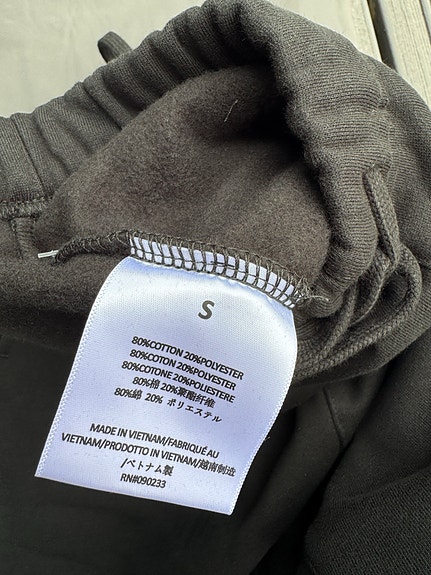 S
80%COTTON 20%POLYESTER
80%COTON 20%POLYESTER
80%COTONE 20%POLIESTERE
80%棉 20%聚酯纤维
80%綿 20% ポリエステル
MADE IN VIETNAM/FABRIQUÉ AU
VIETNAM/PRODOTTO IN VIETNAM/越南制造
/ベトナム製
RN#090233